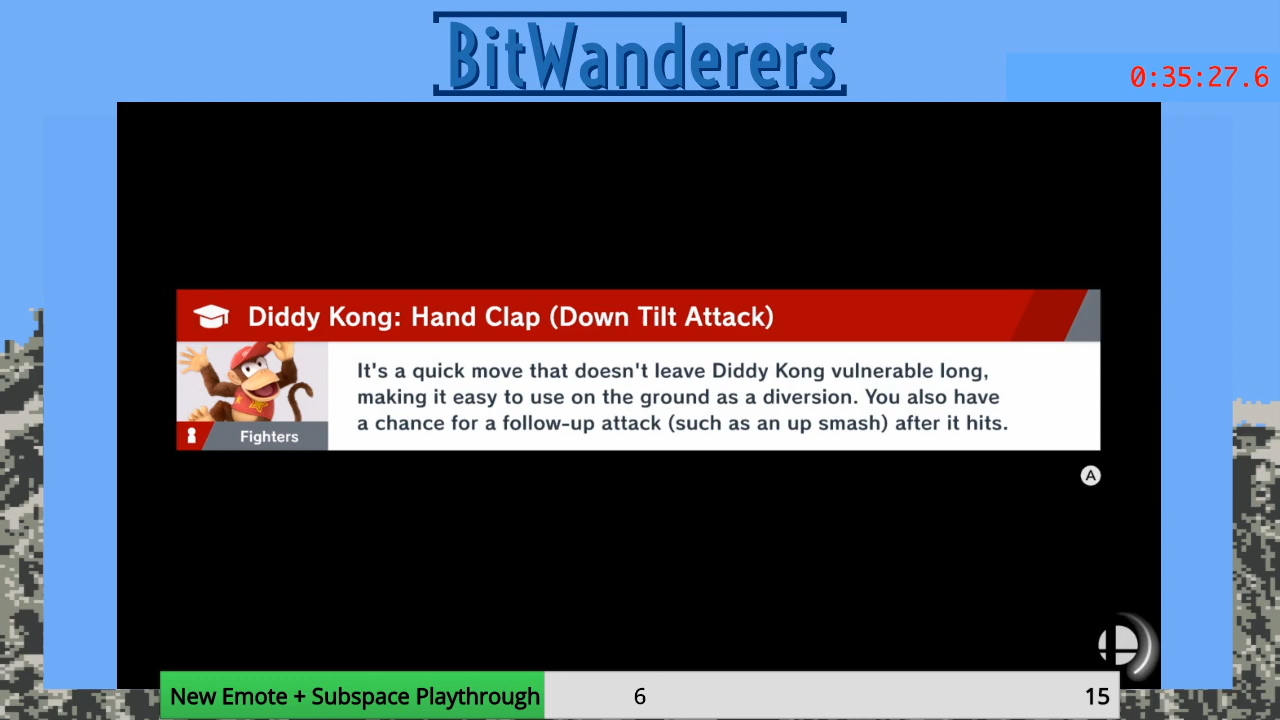 BitWanderers
0:35:27.6
Diddy Kong: Hand Clap (Down Tilt Attack)
It's a quick move that doesn't leave Diddy Kong vulnerable long,
making it easy to use on the ground as a diversion. You also have
a chance for a follow-up attack (such as an up smash) after it hits.
Fighters
A
New Emote + Subspace Playthrough 6 15